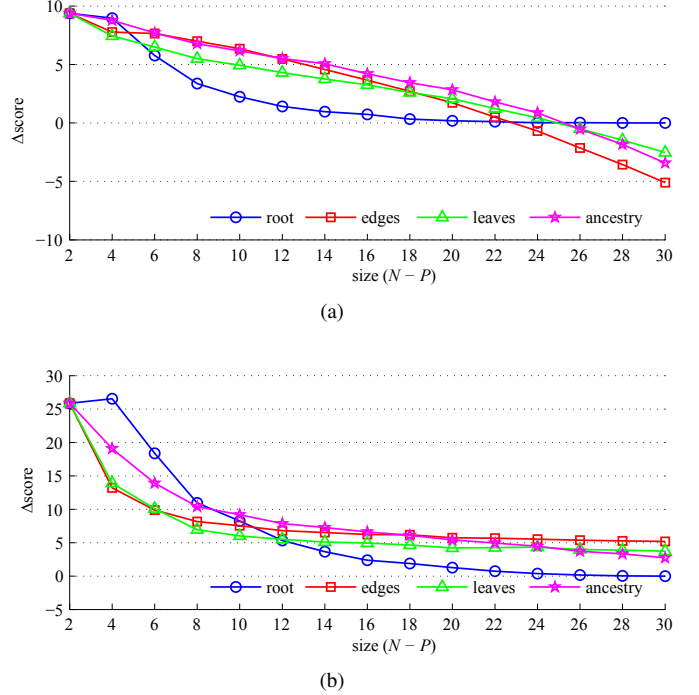 10
5
0
−5
−10
Δscore
root edges leaves ancestry
2 4 6 8 10 12 14 16 18 20 22 24 26 28 30
size (N − P)
(a)
30
25
20
15
10
5
0
−5
Δscore
root edges leaves ancestry
2 4 6 8 10 12 14 16 18 20 22 24 26 28 30
size (N − P)
(b)